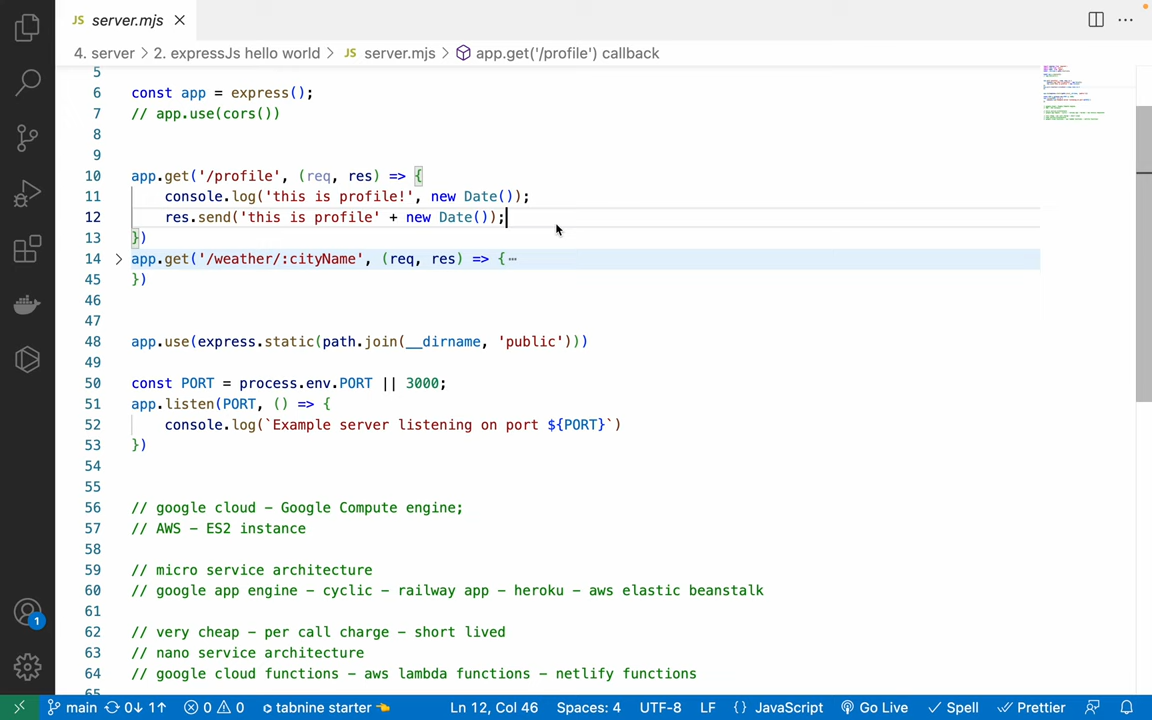 JS server.mjs
4. server > 2. expressJs hello world > JS server.mjs > app.get('/profile') callback
5
6 const app = express();
7 // app.use(cors())
8
9
10 app.get('/profile', (req, res) => {
11 console.log('this is profile!', new Date());
12 res.send('this is profile' + new Date());
13 })
14 app.get('/weather/:cityName', (req, res) => {⋯
45 })
46
47
48 app.use(express.static(path.join(__dirname, 'public')))
49
50 const PORT = process.env.PORT || 3000;
51 app.listen(PORT, () => {
52 console.log(`Example server listening on port ${PORT}`)
53 })
54
55
56 // google cloud - Google Compute engine;
57 // AWS - ES2 instance
58
59 // micro service architecture
60 // google app engine - cyclic - railway app - heroku - aws elastic beanstalk
61
62 // very cheap - per call charge - short lived
63 // nano service architecture
64 // google cloud functions - aws lambda functions - netlify functions
65
1
main 0↓ 1↑ 0 0 tabnine starter 👈 Ln 12, Col 46 Spaces: 4 UTF-8 LF {} JavaScript Go Live Spell Prettier